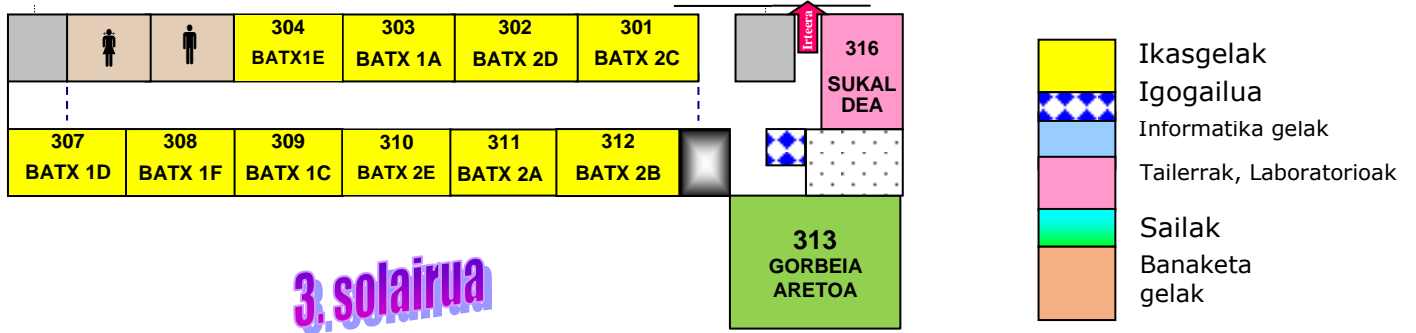 304
BATX1E
303
BATX 1A
302
BATX 2D
301
BATX 2C
Irteera
316
SUKAL
DEA
307
BATX 1D
308
BATX 1F
309
BATX 1C
310
BATX 2E
311
BATX 2A
312
BATX 2B
313
GORBEIA
ARETOA
3. solairua
Ikasgelak
Igogailua
Informatika gelak
Tailerrak, Laborategioak
Sailak
Banaketa
gelak